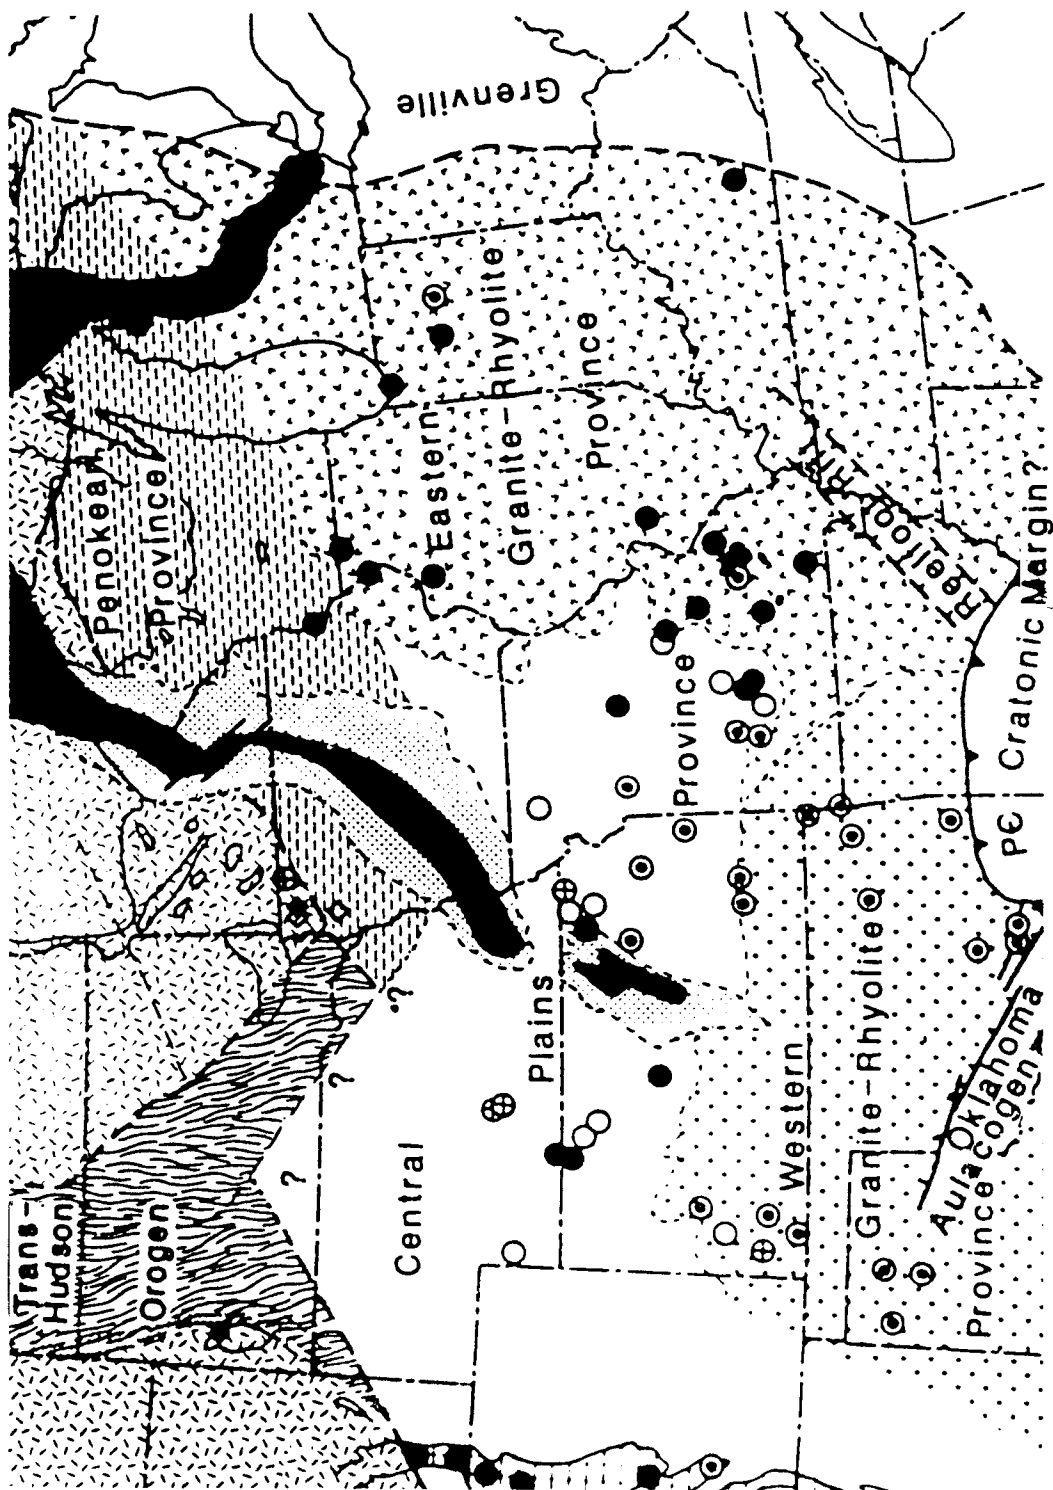 Grenville
Penokean
Province
Eastern
Granite-Rhyolite
Province
Reelfoot Rift
Trans-
Hudson
Orogen
?
?
?
Central
Plains
Province
Western
Granite-Rhyolite
Province
Oklahoma
Aulacogen
P€ Cratonic Margin?